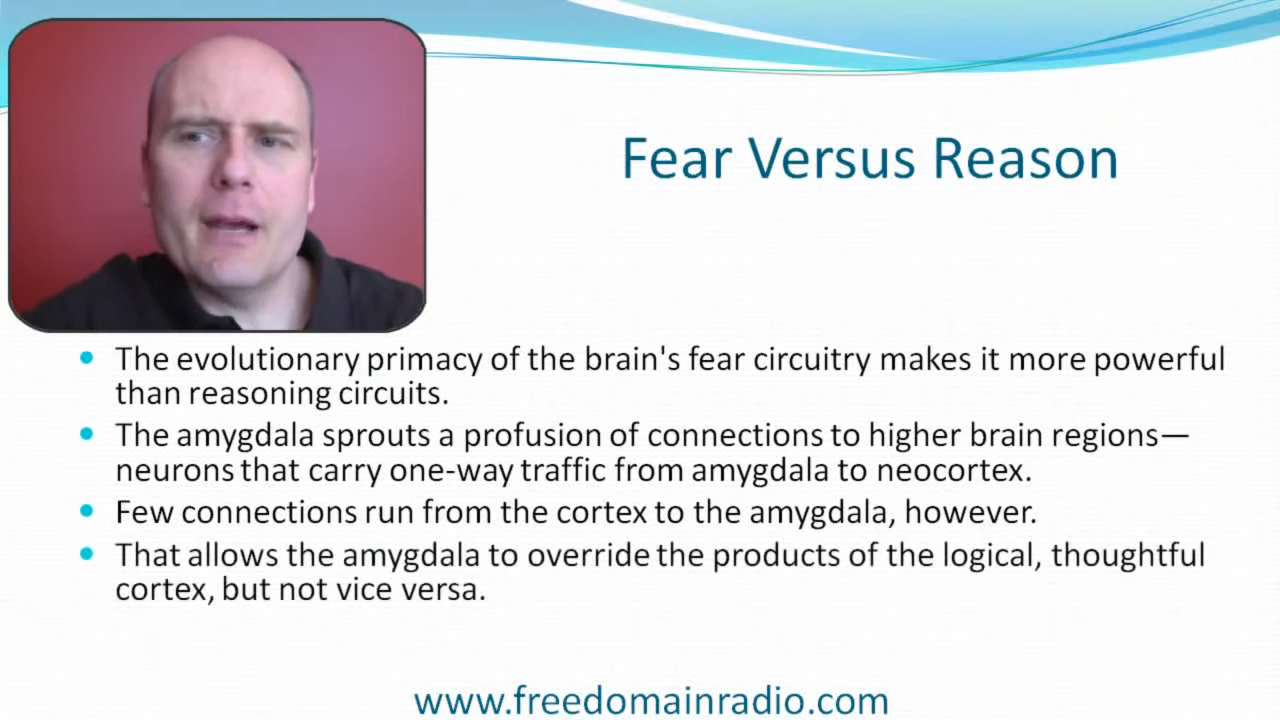 Fear Versus Reason
The evolutionary primacy of the brain's fear circuitry makes it more powerful
than reasoning circuits.
The amygdala sprouts a profusion of connections to higher brain regions—
neurons that carry one-way traffic from amygdala to neocortex.
Few connections run from the cortex to the amygdala, however.
That allows the amygdala to override the products of the logical, thoughtful
cortex, but not vice versa.
www.freedomainradio.com